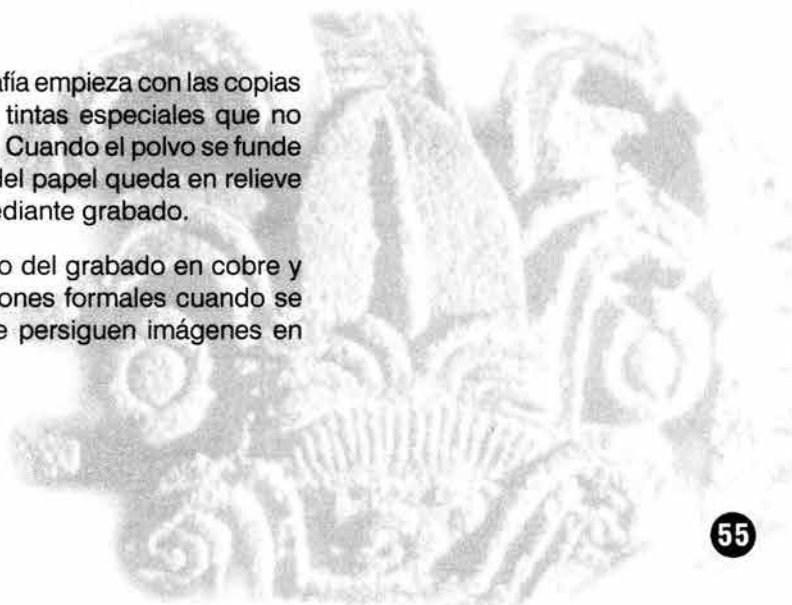 afía empieza con las copias
tintas especiales que no
Cuando el polvo se funde
del papel queda en relieve
ediante grabado.
o del grabado en cobre y
ones formales cuando se
e persiguen imágenes en
55